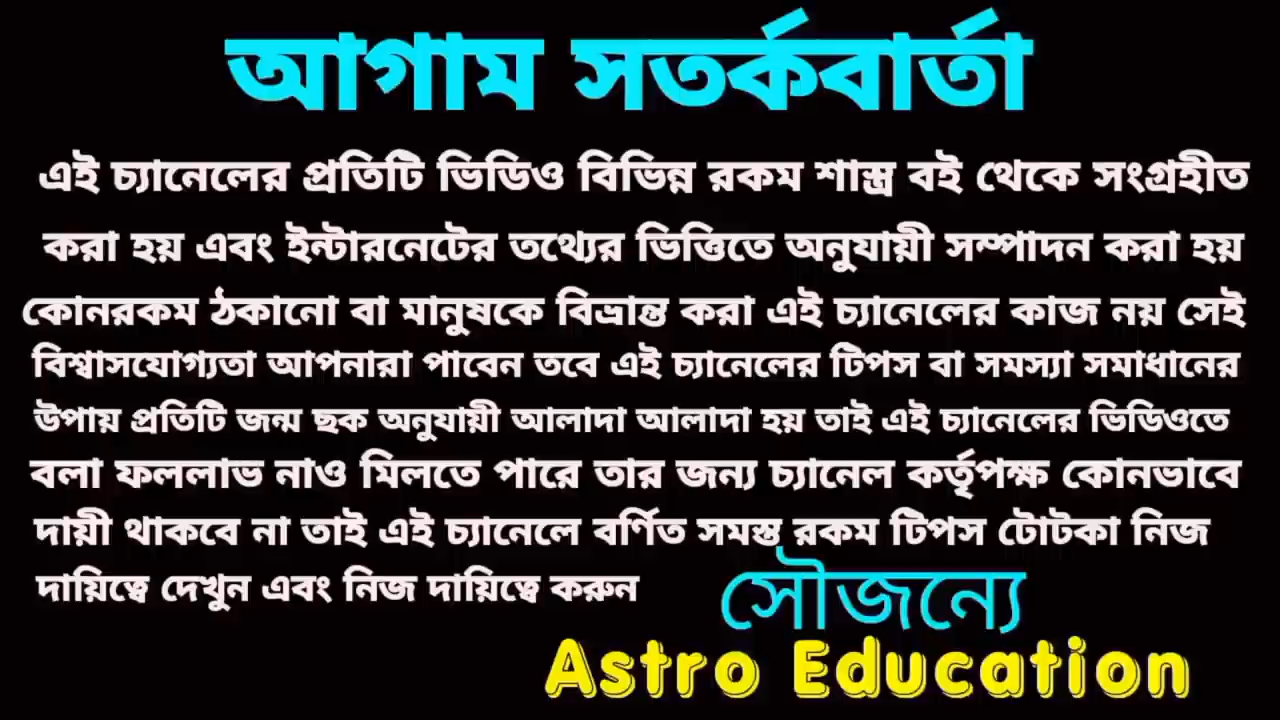 আগাম সতর্কবার্তা
এই চ্যানেলের প্রতিটি ভিডিও বিভিন্ন রকম শাস্ত্র বই থেকে সংগ্রহীত
করা হয় এবং ইন্টারনেটের তথ্যের ভিত্তিতে অনুযায়ী সম্পাদন করা হয়
কোনরকম ঠকানো বা মানুষকে বিভ্রান্ত করা এই চ্যানেলের কাজ নয় সেই
বিশ্বাসযোগ্যতা আপনারা পাবেন তবে এই চ্যানেলের টিপস বা সমস্যা সমাধানের
উপায় প্রতিটি জন্ম ছক অনুযায়ী আলাদা আলাদা হয় তাই এই চ্যানেলের ভিডিওতে
বলা ফললাভ নাও মিলতে পারে তার জন্য চ্যানেল কর্তৃপক্ষ কোনভাবে
দায়ী থাকবে না তাই এই চ্যানেলে বর্ণিত সমস্ত রকম টিপস টোটকা নিজ
দায়িত্বে দেখুন এবং নিজ দায়িত্বে করুন
সৌজন্যে
Astro Education